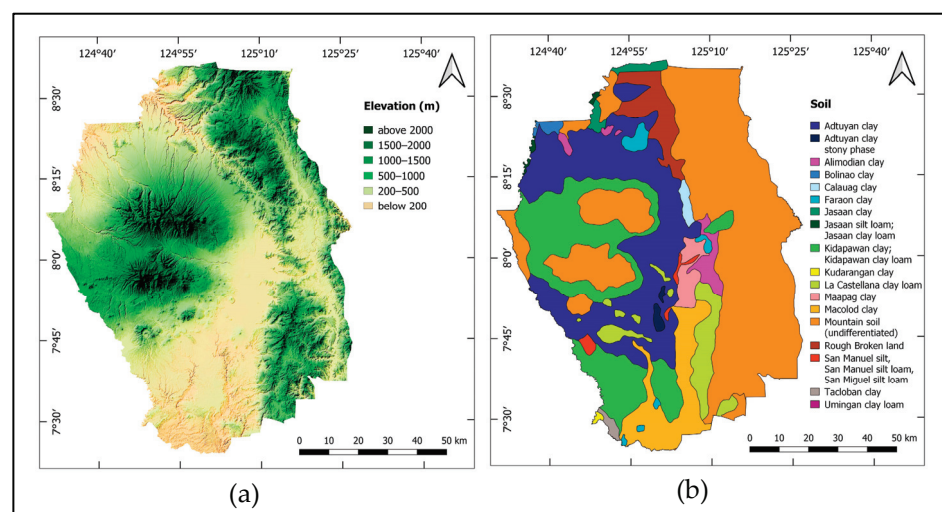 124°40′ 124°55′ 125°10′ 125°25′ 125°40′
8°30′
8°15′
8°0′
7°45′
7°30′
Elevation (m)
above 2000
1500–2000
1000–1500
500–1000
200–500
below 200
0 10 20 30 40 50 km
(a)
124°40′ 124°55′ 125°10′ 125°25′ 125°40′
8°30′
8°15′
8°0′
7°45′
7°30′
Soil
Adtuyan clay
Adtuyan clay
stony phase
Alimodian clay
Bolinao clay
Calauag clay
Faraon clay
Jasaan clay
Jasaan silt loam;
Jasaan clay loam
Kidapawan clay;
Kidapawan clay loam
Kudarangan clay
La Castellana clay loam
Maapag clay
Macolod clay
Mountain soil
(undifferentiated)
Rough Broken land
San Manuel silt,
San Manuel silt loam,
San Miguel silt loam
Tacloban clay
Umingan clay loam
0 10 20 30 40 50 km
(b)